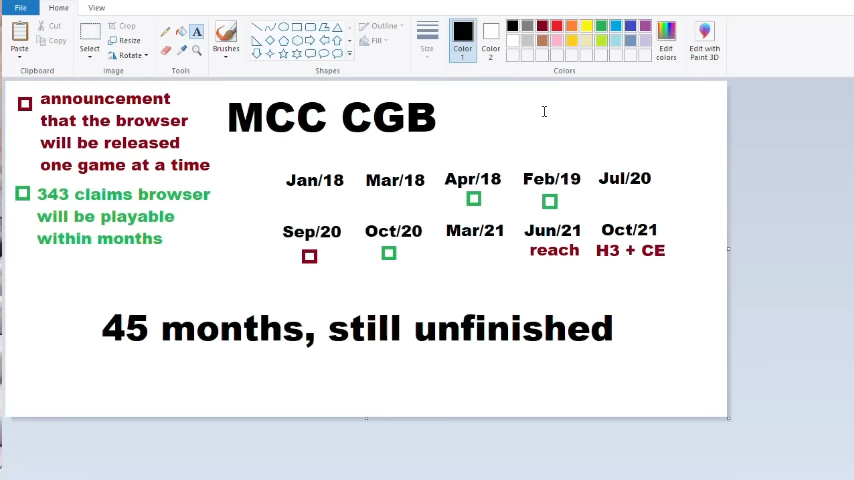 File Home View
Paste
Cut
Copy
Clipboard
Select
Crop
Resize
Rotate
Image
A
Tools
Brushes
Outline
Fill
Shapes
Size
Color 1
Color 2
Colors
Edit colors
Edit with Paint 3D
announcement
that the browser
will be released
one game at a time
343 claims browser
will be playable
within months
MCC CGB
Jan/18 Mar/18 Apr/18 Feb/19 Jul/20
Sep/20 Oct/20 Mar/21 Jun/21 Oct/21
reach H3 + CE
45 months, still unfinished